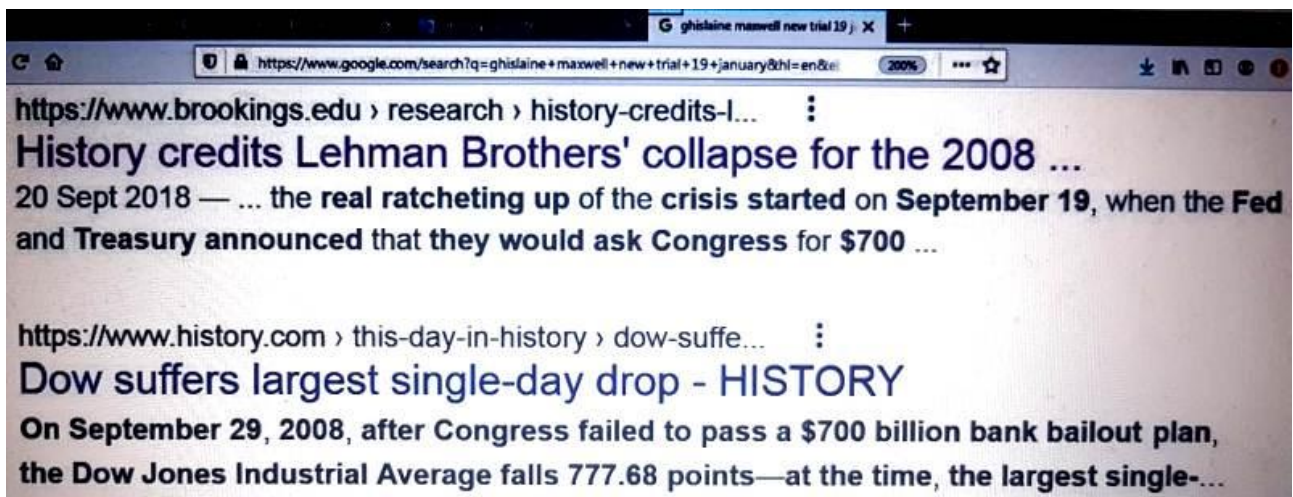 G ghislaine maxwell new trial 19 j
https://www.google.com/search?q=ghislaine+maxwell+new+trial+19+january&hl=en&ei
200%
https://www.brookings.edu › research › history-credits-l...
History credits Lehman Brothers' collapse for the 2008 ...
20 Sept 2018 — ... the real ratcheting up of the crisis started on September 19, when the Fed
and Treasury announced that they would ask Congress for $700 ...
https://www.history.com › this-day-in-history › dow-suffe...
Dow suffers largest single-day drop - HISTORY
On September 29, 2008, after Congress failed to pass a $700 billion bank bailout plan,
the Dow Jones Industrial Average falls 777.68 points—at the time, the largest single-...